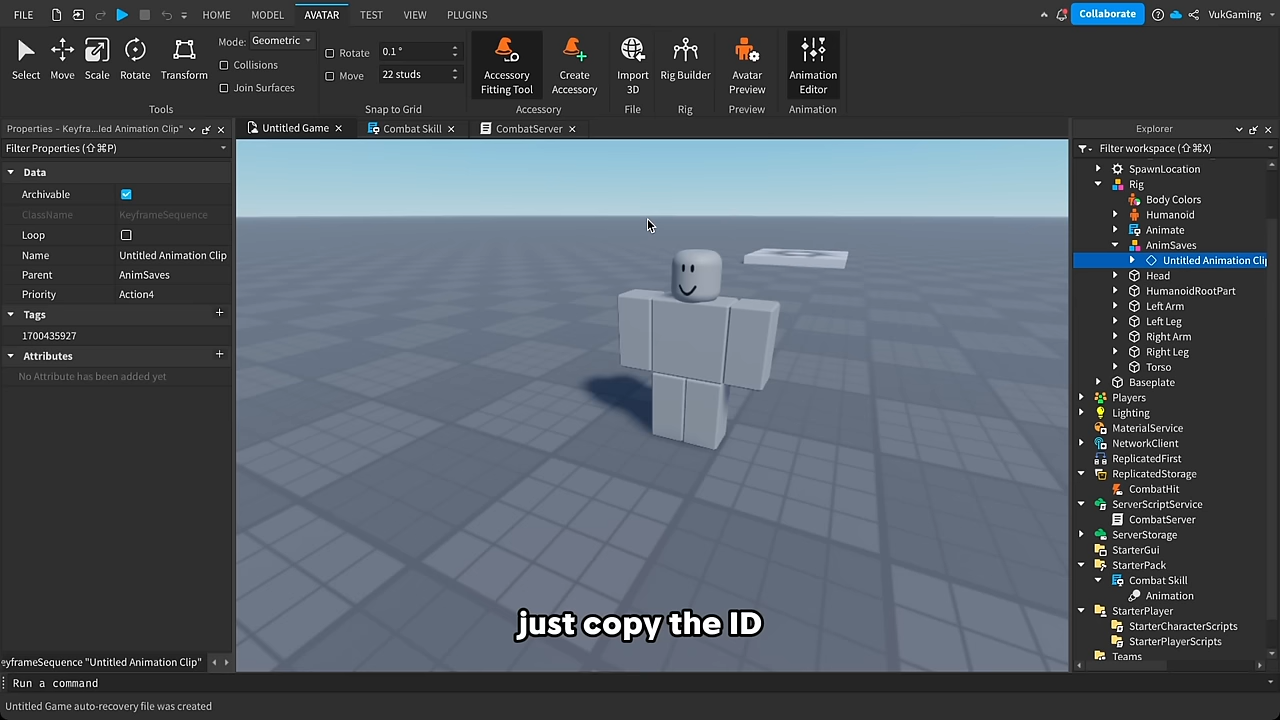 FILE
HOME
MODEL
AVATAR
TEST
VIEW
PLUGINS
Collaborate
VukGaming
Select
Move
Scale
Rotate
Transform
Mode: Geometric
Collisions
Join Surfaces
Tools
Rotate 0.1 °
Move 22 studs
Snap to Grid
Accessory
Fitting Tool
Create
Accessory
Accessory
Import
3D
File
Rig Builder
Rig
Avatar
Preview
Preview
Animation
Editor
Animation
Properties - Keyfra...led Animation Clip"
Filter Properties (⇧⌘P)
Data
Archivable
ClassName KeyframeSequence
Loop
Name Untitled Animation Clip
Parent AnimSaves
Priority Action4
Tags
1700435927
Attributes
No Attribute has been added yet
eyframeSequence "Untitled Animation Clip"
Untitled Game
Combat Skill
CombatServer
just copy the ID
Explorer
Filter workspace (⇧⌘X)
SpawnLocation
Rig
Body Colors
Humanoid
Animate
AnimSaves
Untitled Animation Clip
Head
HumanoidRootPart
Left Arm
Left Leg
Right Arm
Right Leg
Torso
Baseplate
Players
Lighting
MaterialService
NetworkClient
ReplicatedFirst
ReplicatedStorage
CombatHit
ServerScriptService
CombatServer
ServerStorage
StarterGui
StarterPack
Combat Skill
Animation
StarterPlayer
StarterCharacterScripts
StarterPlayerScripts
Teams
Run a command
Untitled Game auto-recovery file was created